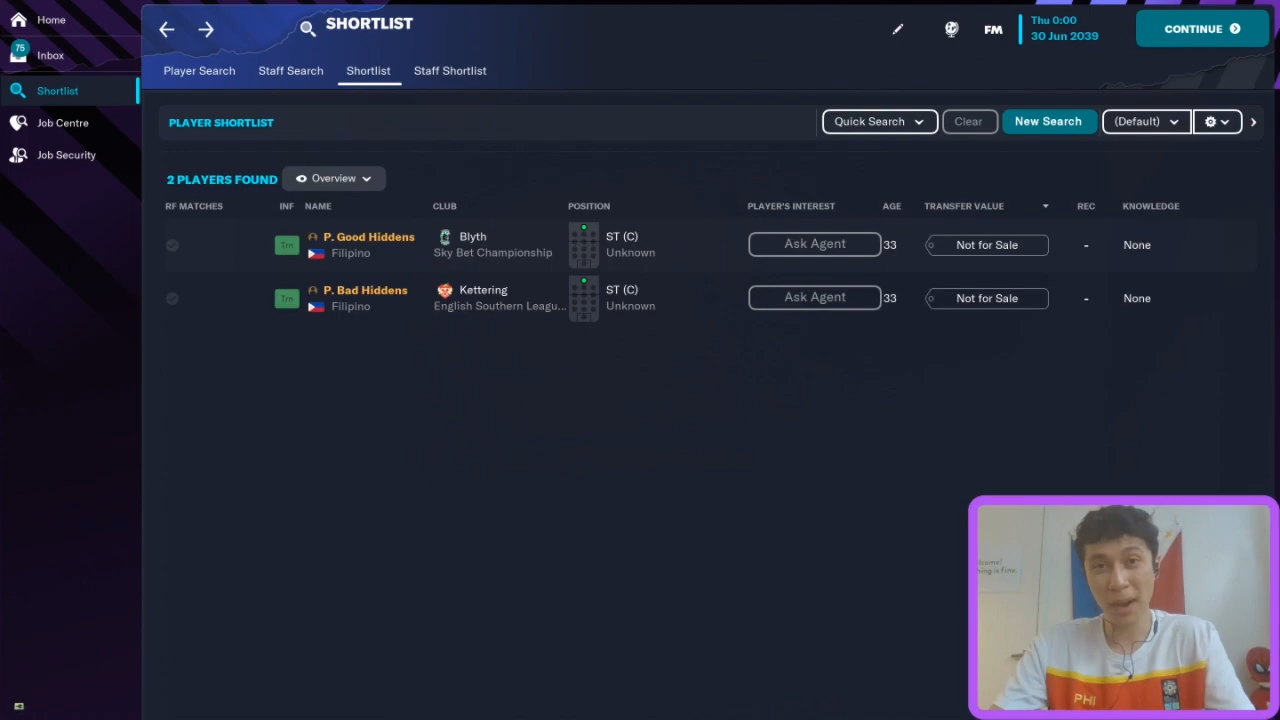 Home
SHORTLIST
FM
Thu 0:00
30 Jun 2039
CONTINUE
75
Inbox
Player Search
Staff Search
Shortlist
Staff Shortlist
Shortlist
Job Centre
Job Security
PLAYER SHORTLIST
Quick Search
Clear
New Search
(Default)
2 PLAYERS FOUND
Overview
RF MATCHES
INF
NAME
CLUB
POSITION
PLAYER'S INTEREST
AGE
TRANSFER VALUE
REC
KNOWLEDGE
Trn
P. Good Hiddens
Filipino
Blyth
Sky Bet Championship
ST (C)
Unknown
Ask Agent
33
Not for Sale
-
None
Trn
P. Bad Hiddens
Filipino
Kettering
English Southern Leagu...
ST (C)
Unknown
Ask Agent
33
Not for Sale
-
None
is Fine.
PHI